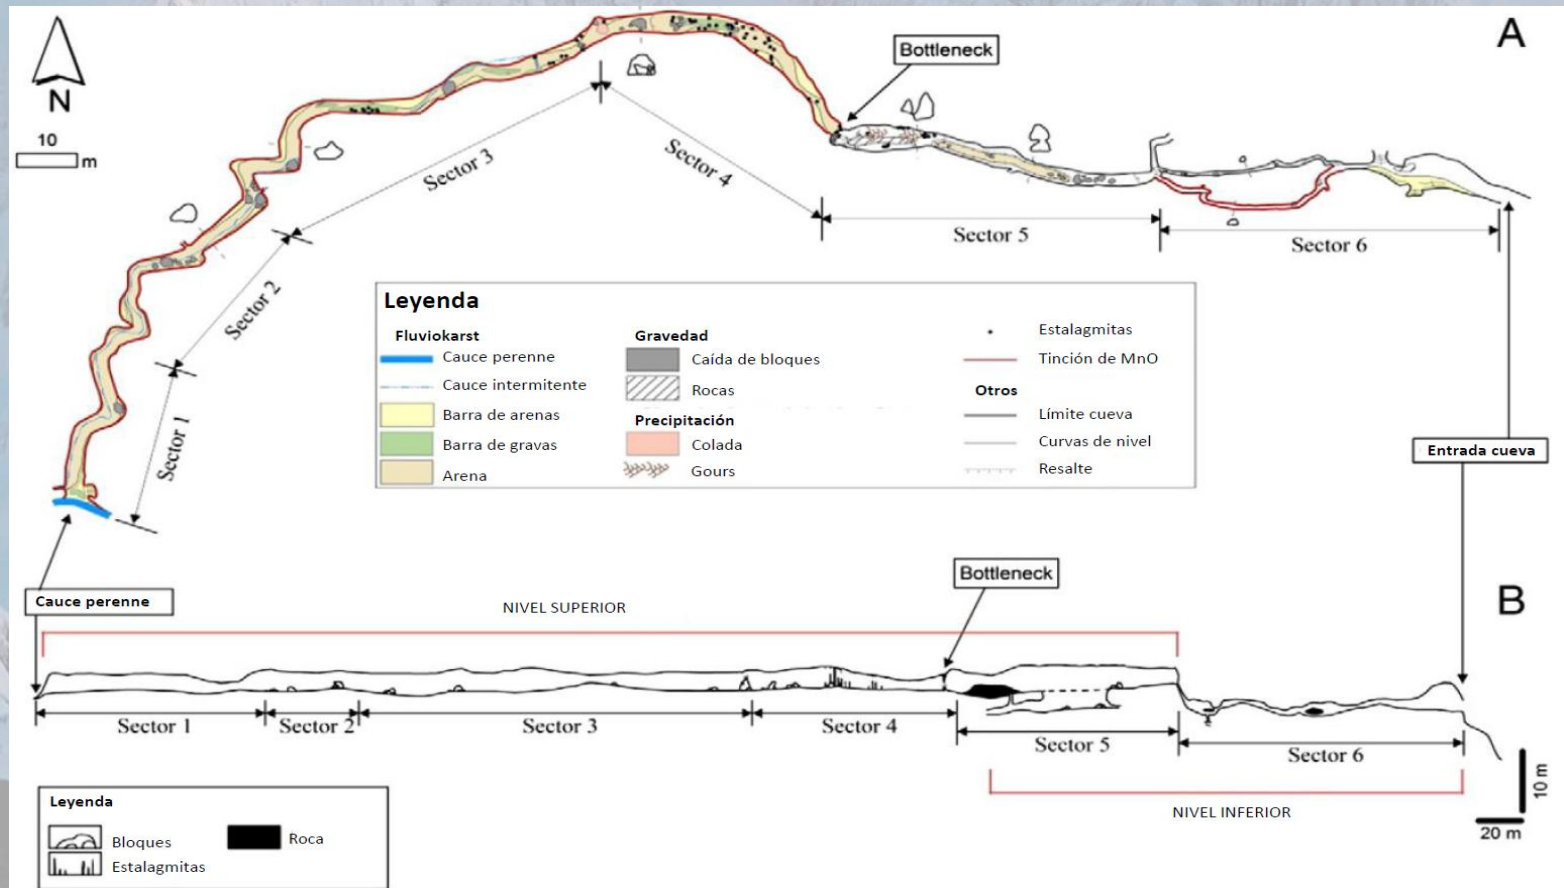 A
N
10
m
Bottleneck
Sector 3
Sector 4
Sector 5
Sector 6
Sector 2
Sector 1
Leyenda
Fluviokarst
Cauce perenne
Cauce intermitente
Barra de arenas
Barra de gravas
Arena
Gravedad
Caída de bloques
Rocas
Precipitación
Colada
Gours
Estalagmitas
Tinción de MnO
Otros
Límite cueva
Curvas de nivel
Resalte
Entrada cueva
Cauce perenne
B
Bottleneck
NIVEL SUPERIOR
Sector 1
Sector 2
Sector 3
Sector 4
Sector 5
Sector 6
NIVEL INFERIOR
10 m
20 m
Leyenda
Bloques
Roca
Estalagmitas